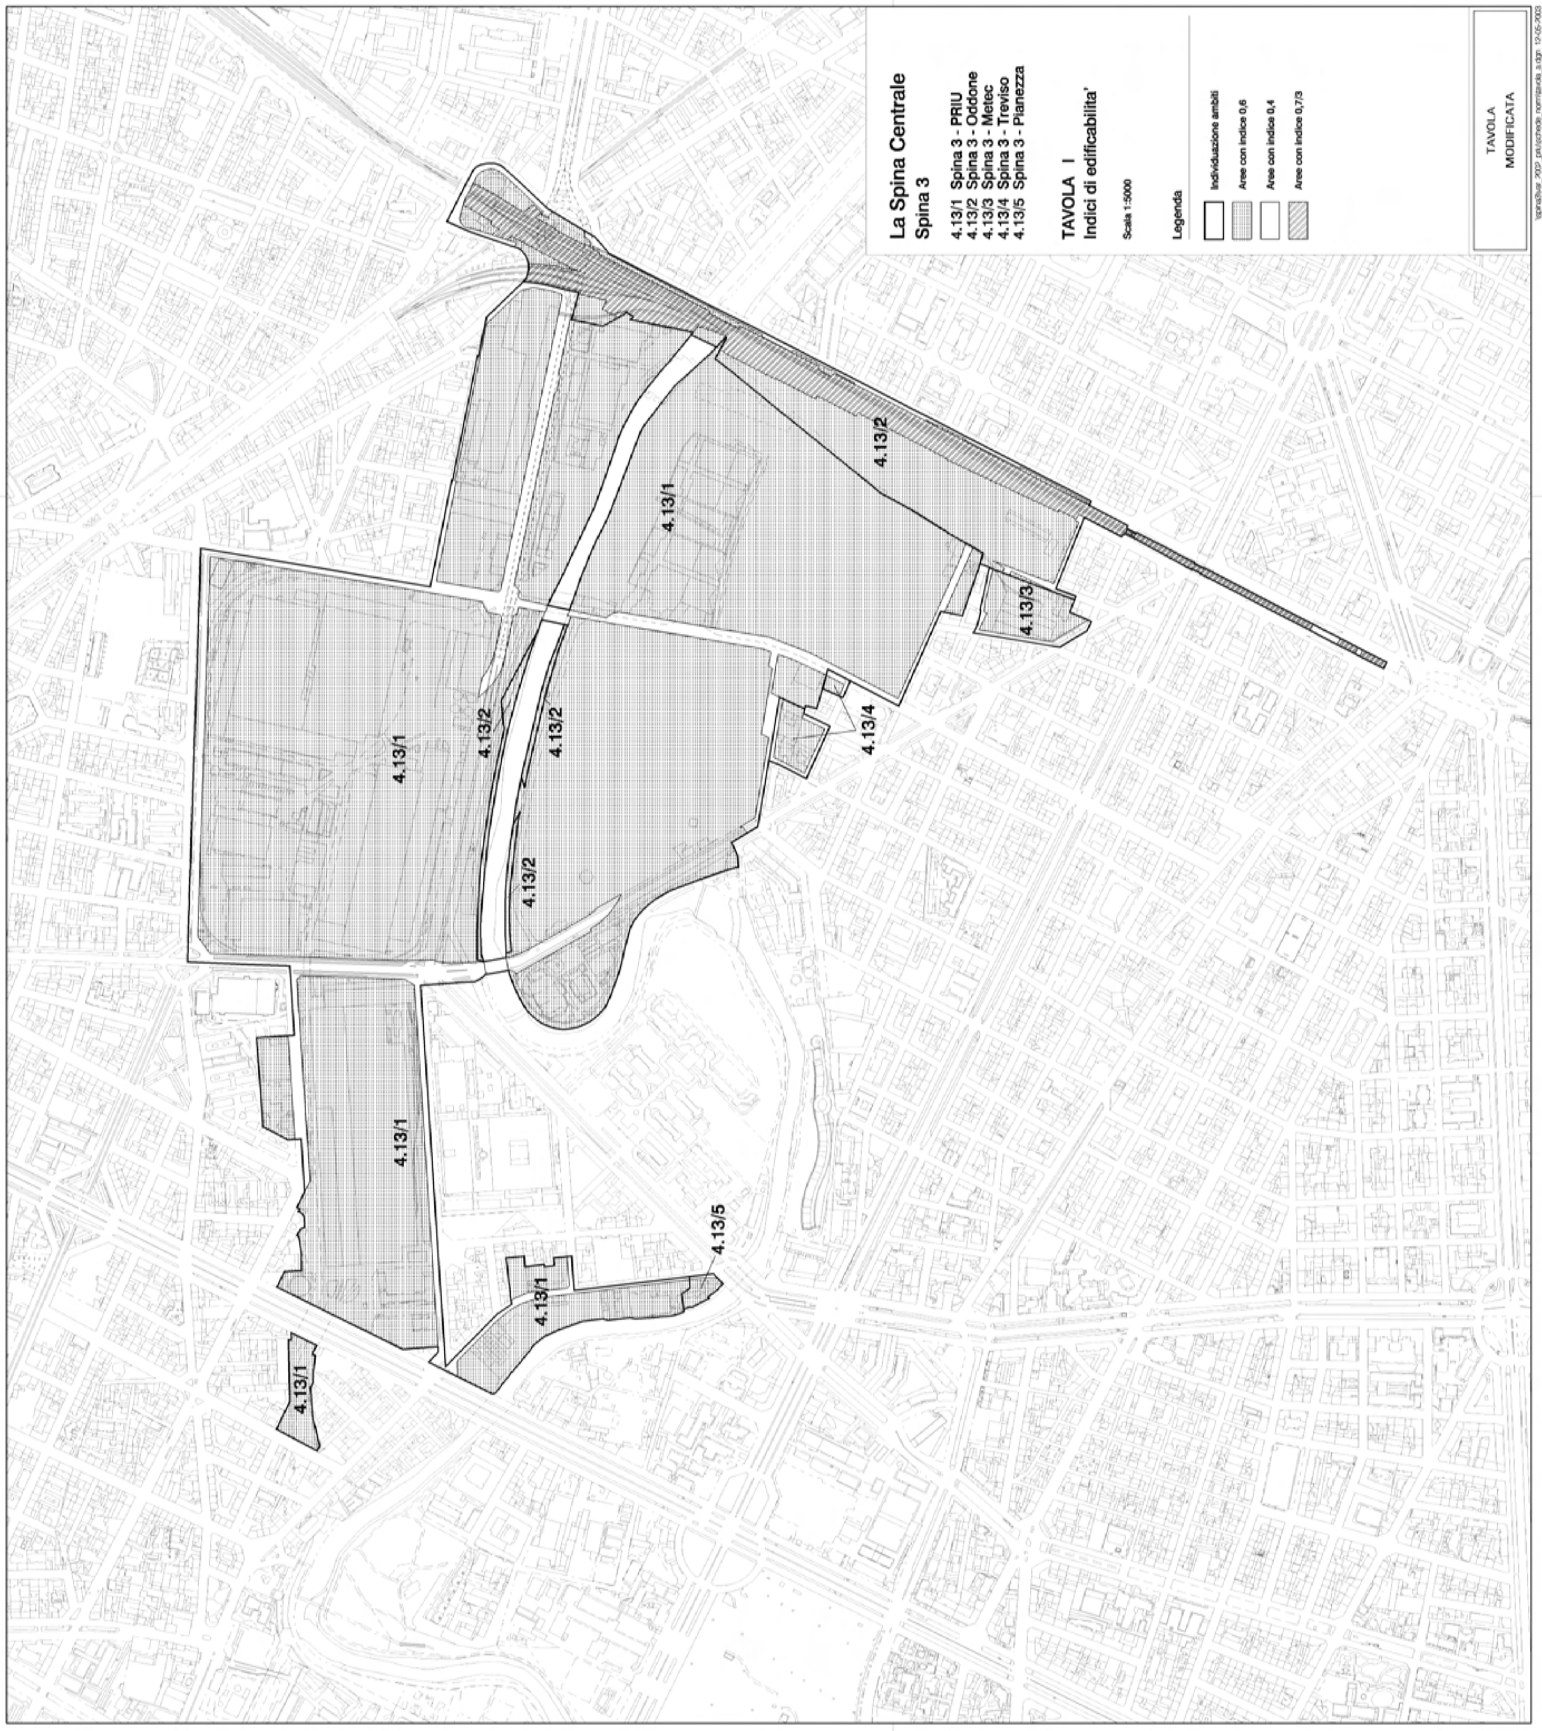 La Spina Centrale
Spina 3
4.13/1 Spina 3 - PRIU
4.13/2 Spina 3 - Oddone
4.13/3 Spina 3 - Metec
4.13/4 Spina 3 - Treviso
4.13/5 Spina 3 - Pianezza
TAVOLA I
Indici di edificabilita'
Scala 1:5000
Legenda
Individuazione ambiti
Aree con indice 0,6
Aree con indice 0,4
Aree con indice 0,7/3
TAVOLA
MODIFICATA
4.13/1
4.13/1
4.13/1
4.13/1
4.13/1
4.13/2
4.13/2
4.13/2
4.13/2
4.13/3
4.13/4
4.13/5